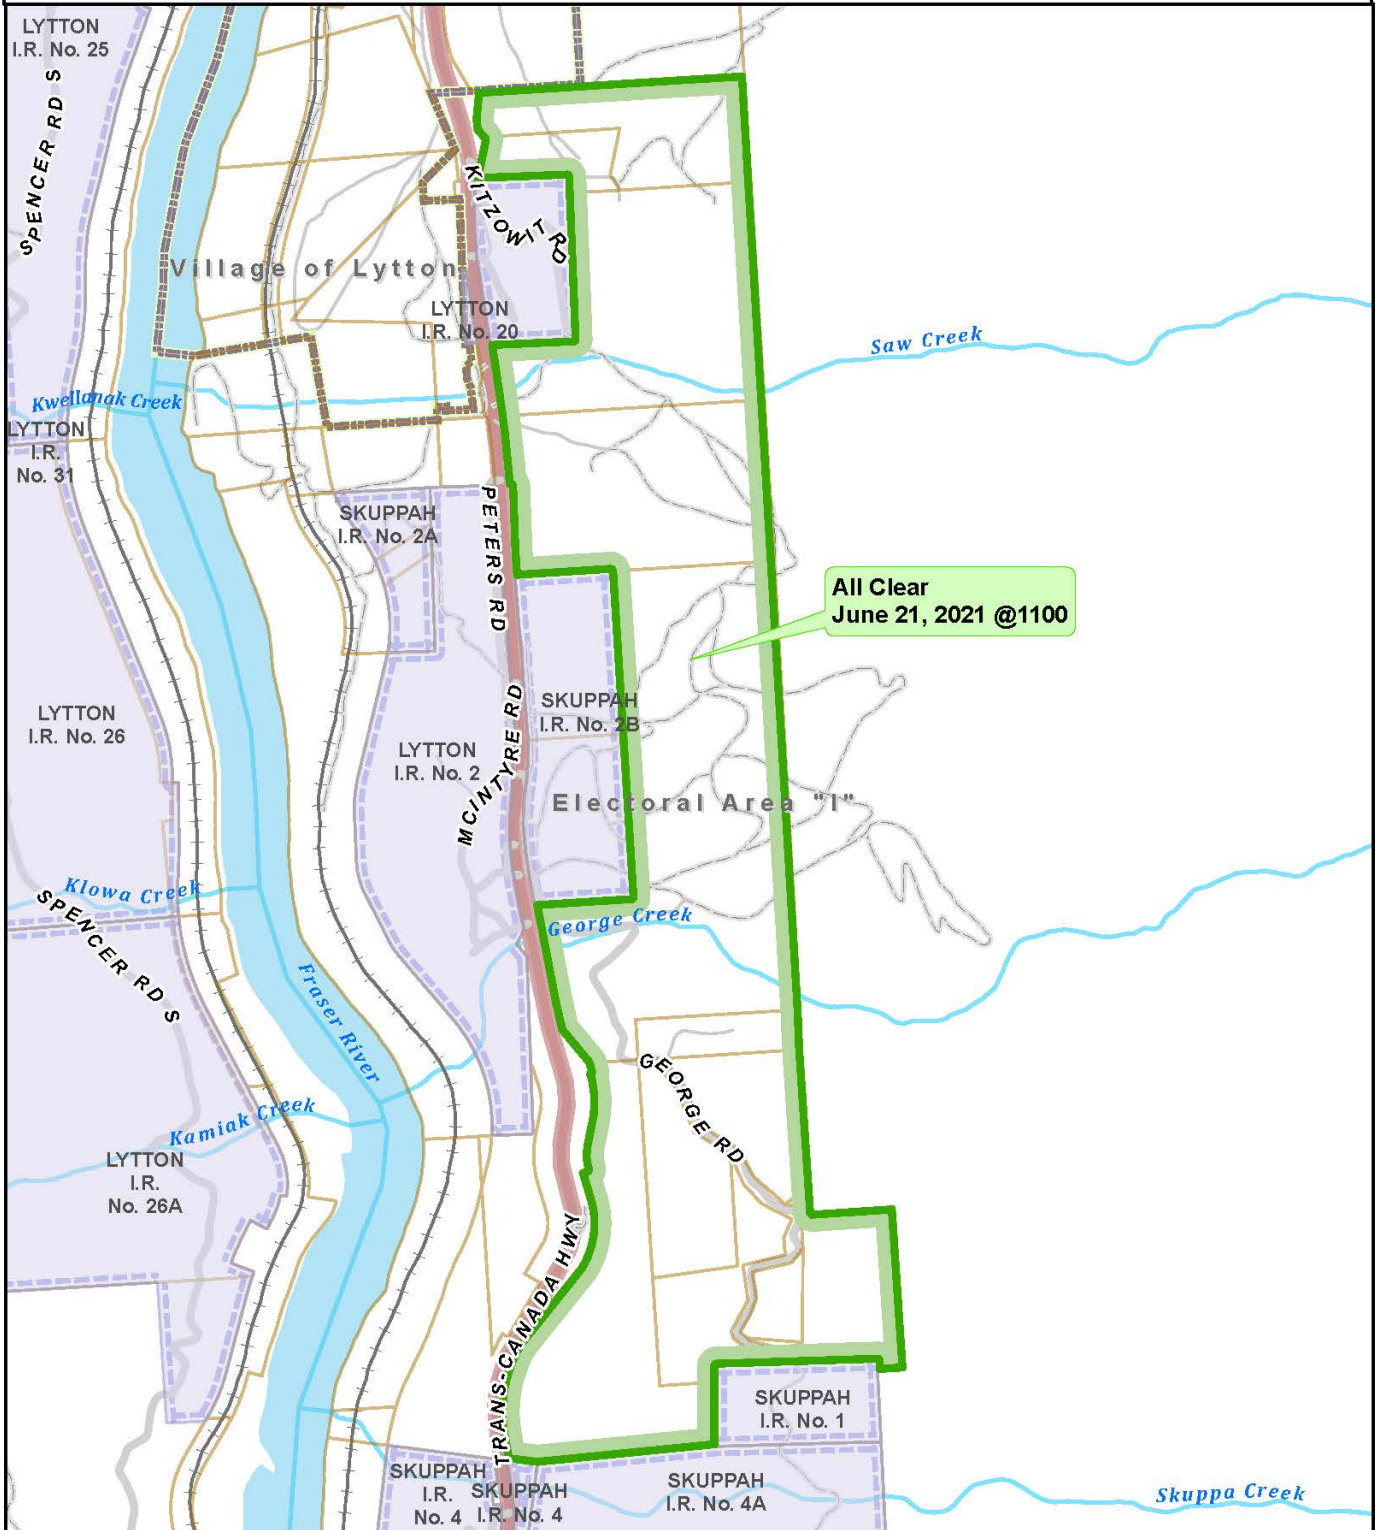 LYTTON
I.R. No. 25
SPENCER RD S
KITZOWIT RD
Village of Lytton
LYTTON
I.R. No. 20
Saw Creek
Kwellanak Creek
LYTTON
I.R.
No. 31
SKUPPAH
I.R. No. 2A
PETERS RD
All Clear
June 21, 2021 @1100
SKUPPAH
I.R. No. 2B
LYTTON
I.R. No. 26
LYTTON
I.R. No. 2
MCINTYRE RD
Electoral Area "I"
Klowa Creek
SPENCER RD S
George Creek
Fraser River
GEORGE RD
Kamiak Creek
LYTTON
I.R.
No. 26A
TRANS-CANADA HWY
SKUPPAH
I.R. No. 1
SKUPPAH
I.R.
No. 4
SKUPPAH
I.R. No. 4
SKUPPAH
I.R. No. 4A
Skuppa Creek